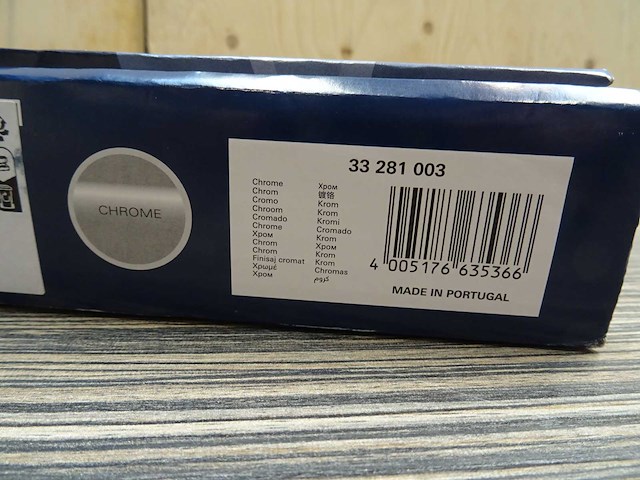 CHROME
33 281 003
Chrome
Chrom
Cromo
Chroom
Cromado
Chrome
Хром
Chrom
Chrom
Finisaj cromat
Χρωμέ
Хром
Хром
镀铬
Krom
Krom
Kromi
Cromado
Krom
Хром
Krom
Krom
Chromas
كروم
4 005176 635366
MADE IN PORTUGAL